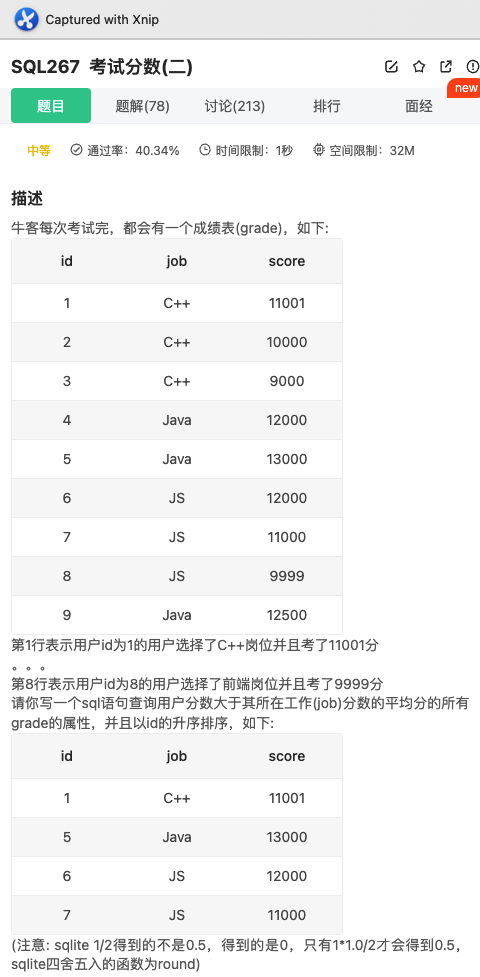 Captured with Xnip
SQL267 考试分数(二)
new
题目 题解(78) 讨论(213) 排行 面经
中等 通过率：40.34% 时间限制：1秒 空间限制：32M
描述
牛客每次考试完，都会有一个成绩表(grade)，如下:
id job score
1 C++ 11001
2 C++ 10000
3 C++ 9000
4 Java 12000
5 Java 13000
6 JS 12000
7 JS 11000
8 JS 9999
9 Java 12500
第1行表示用户id为1的用户选择了C++岗位并且考了11001分
。。。
第8行表示用户id为8的用户选择了前端岗位并且考了9999分
请你写一个sql语句查询用户分数大于其所在工作(job)分数的平均分的所有
grade的属性，并且以id的升序排序，如下:
id job score
1 C++ 11001
5 Java 13000
6 JS 12000
7 JS 11000
(注意: sqlite 1/2得到的不是0.5，得到的是0，只有1*1.0/2才会得到0.5，
sqlite四舍五入的函数为round)